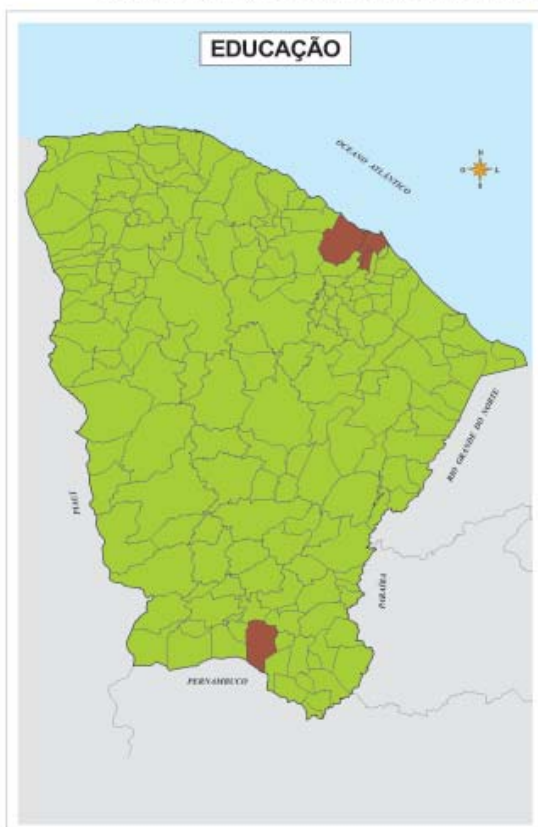 EDUCAÇÃO
OCEANO ATLÂNTICO
N
O L
S
RIO GRANDE DO NORTE
PIAUÍ
PARAÍBA
PERNAMBUCO